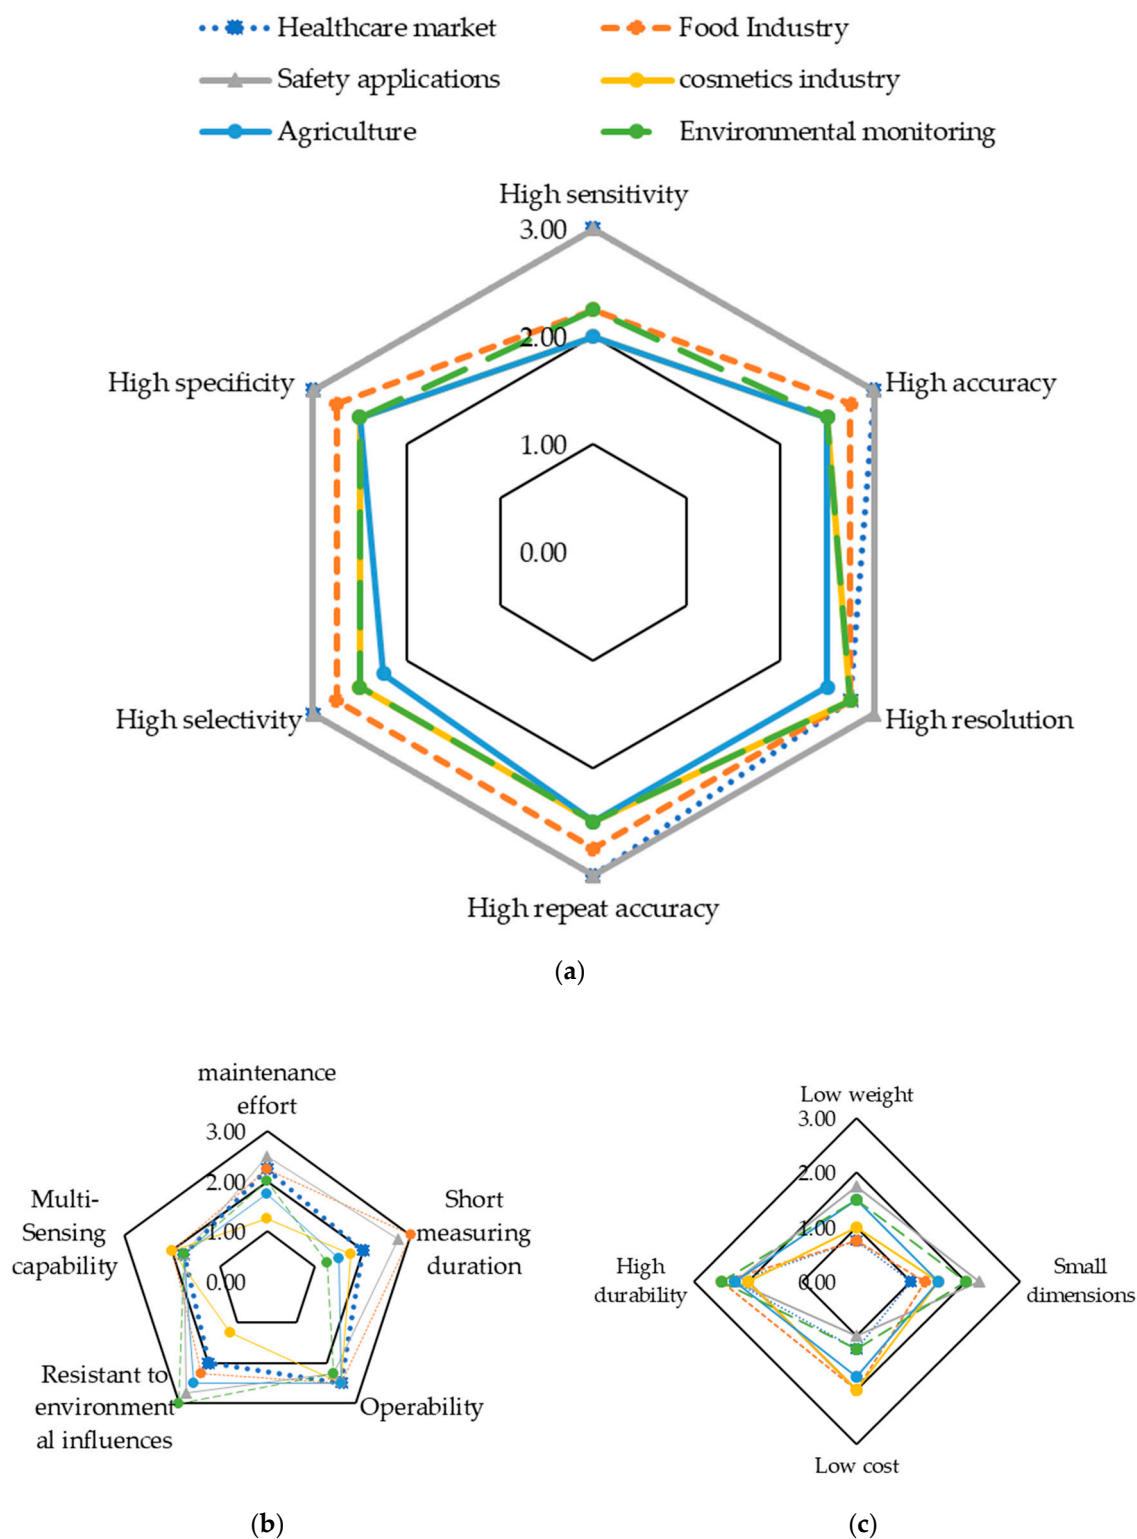 Healthcare market
Food Industry
Safety applications
cosmetics industry
Agriculture
Environmental monitoring
High sensitivity
3.00
2.00
High specificity
High accuracy
1.00
0.00
High selectivity
High resolution
High repeat accuracy
(a)
maintenance
effort
3.00
2.00
1.00
0.00
Multi-
Sensing
capability
Short
measuring
duration
Resistant to
environment
al influences
Operability
(b)
Low weight
3.00
2.00
1.00
0.00
High
durability
Small
dimensions
Low cost
(c)